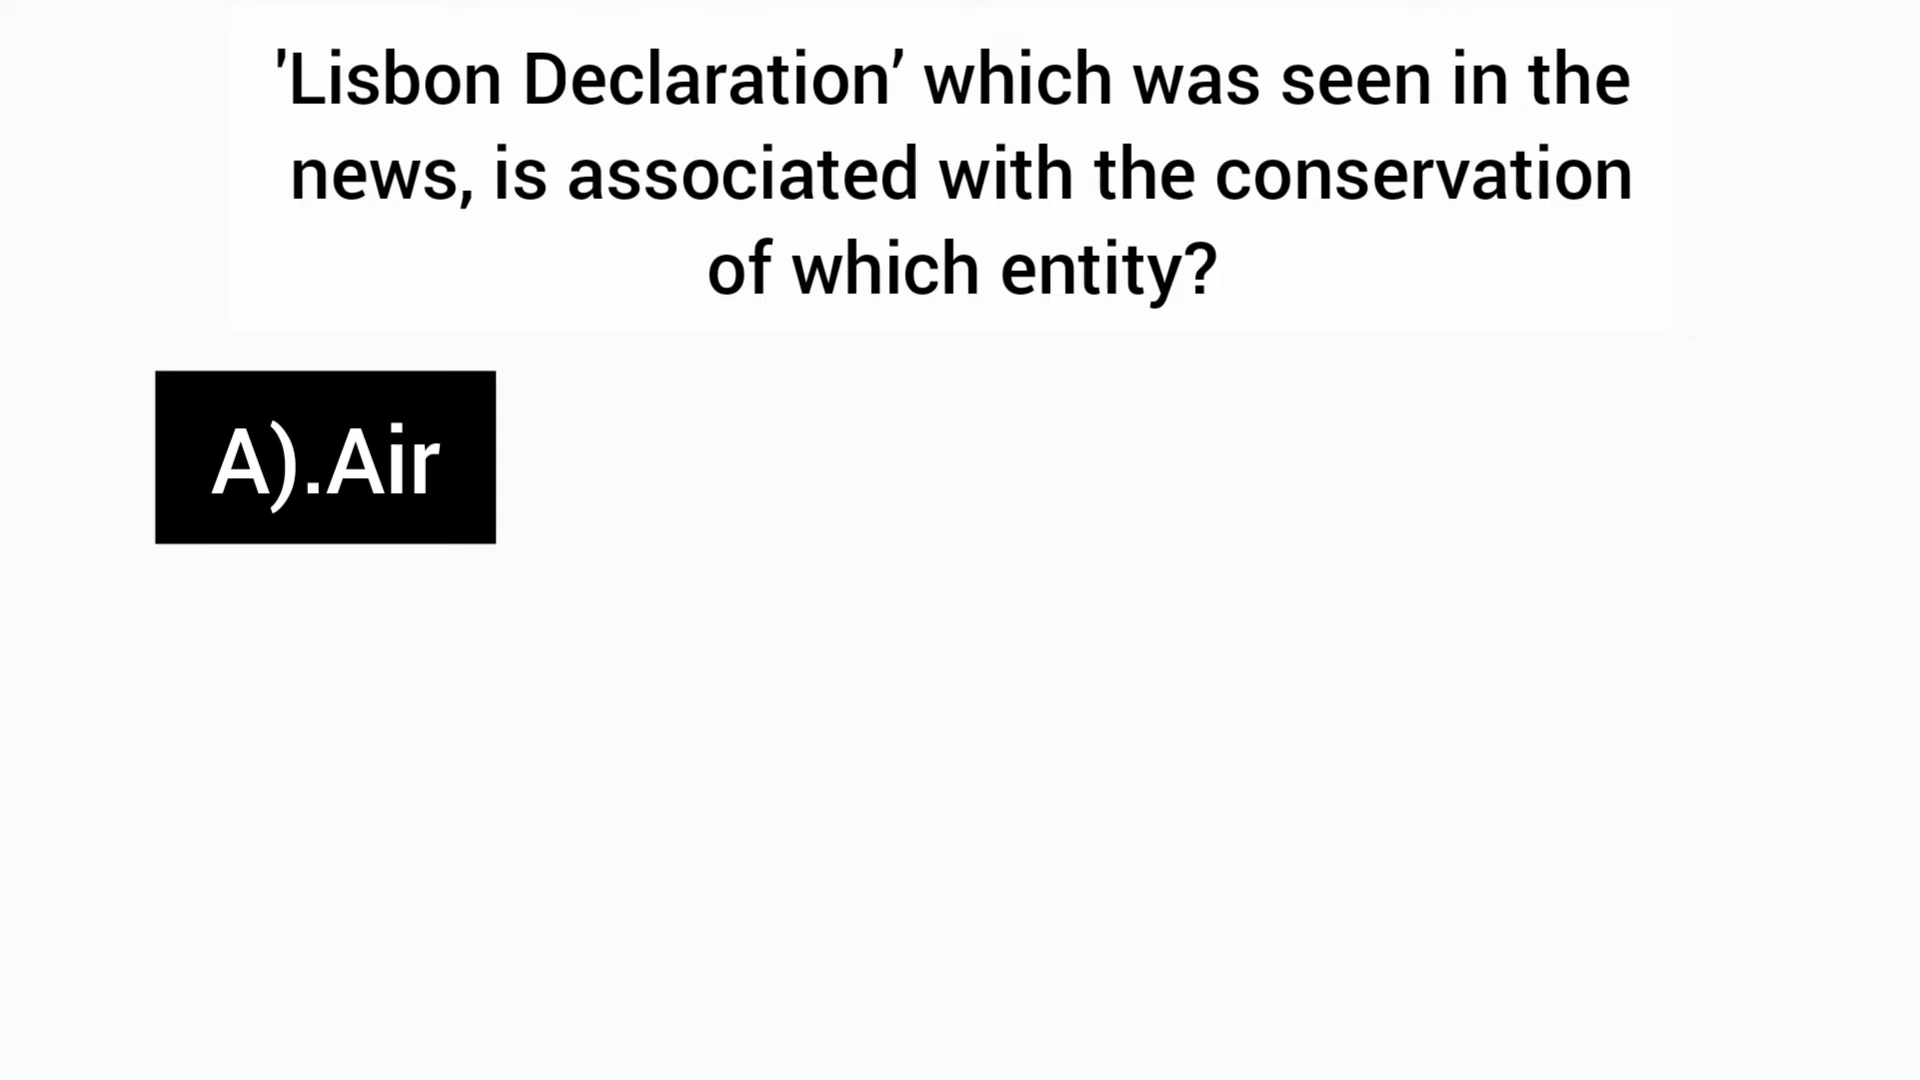 'Lisbon Declaration’ which was seen in the
news, is associated with the conservation
of which entity?
A).Air